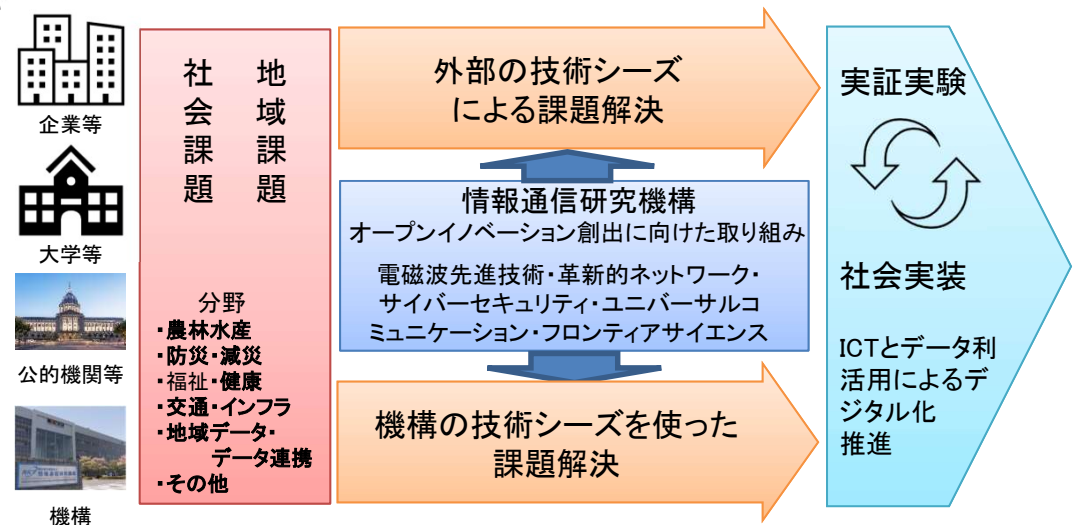 企業等
大学等
公的機関等
機構
地域課題
社会課題
分野
・農林水産
・防災・減災
・福祉・健康
・交通・インフラ
・地域データ・
データ連携
・その他
外部の技術シーズ
による課題解決
情報通信研究機構
オープンイノベーション創出に向けた取り組み
電磁波先進技術・革新的ネットワーク・
サイバーセキュリティ・ユニバーサルコ
ミュニケーション・フロンティアサイエンス
機構の技術シーズを使った
課題解決
実証実験
社会実装
ICTとデータ利
活用によるデ
ジタル化
推進